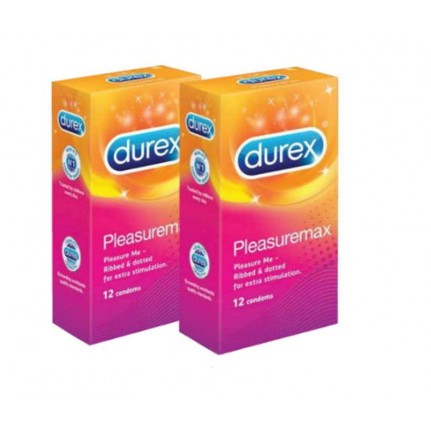 durex
Pleasuremax
Pleasure Me –
Ribbed & dotted
for extra stimulation.
12 condoms
durex
Pleasuremax
Pleasure Me –
Ribbed & dotted
for extra stimulation.
12 condoms